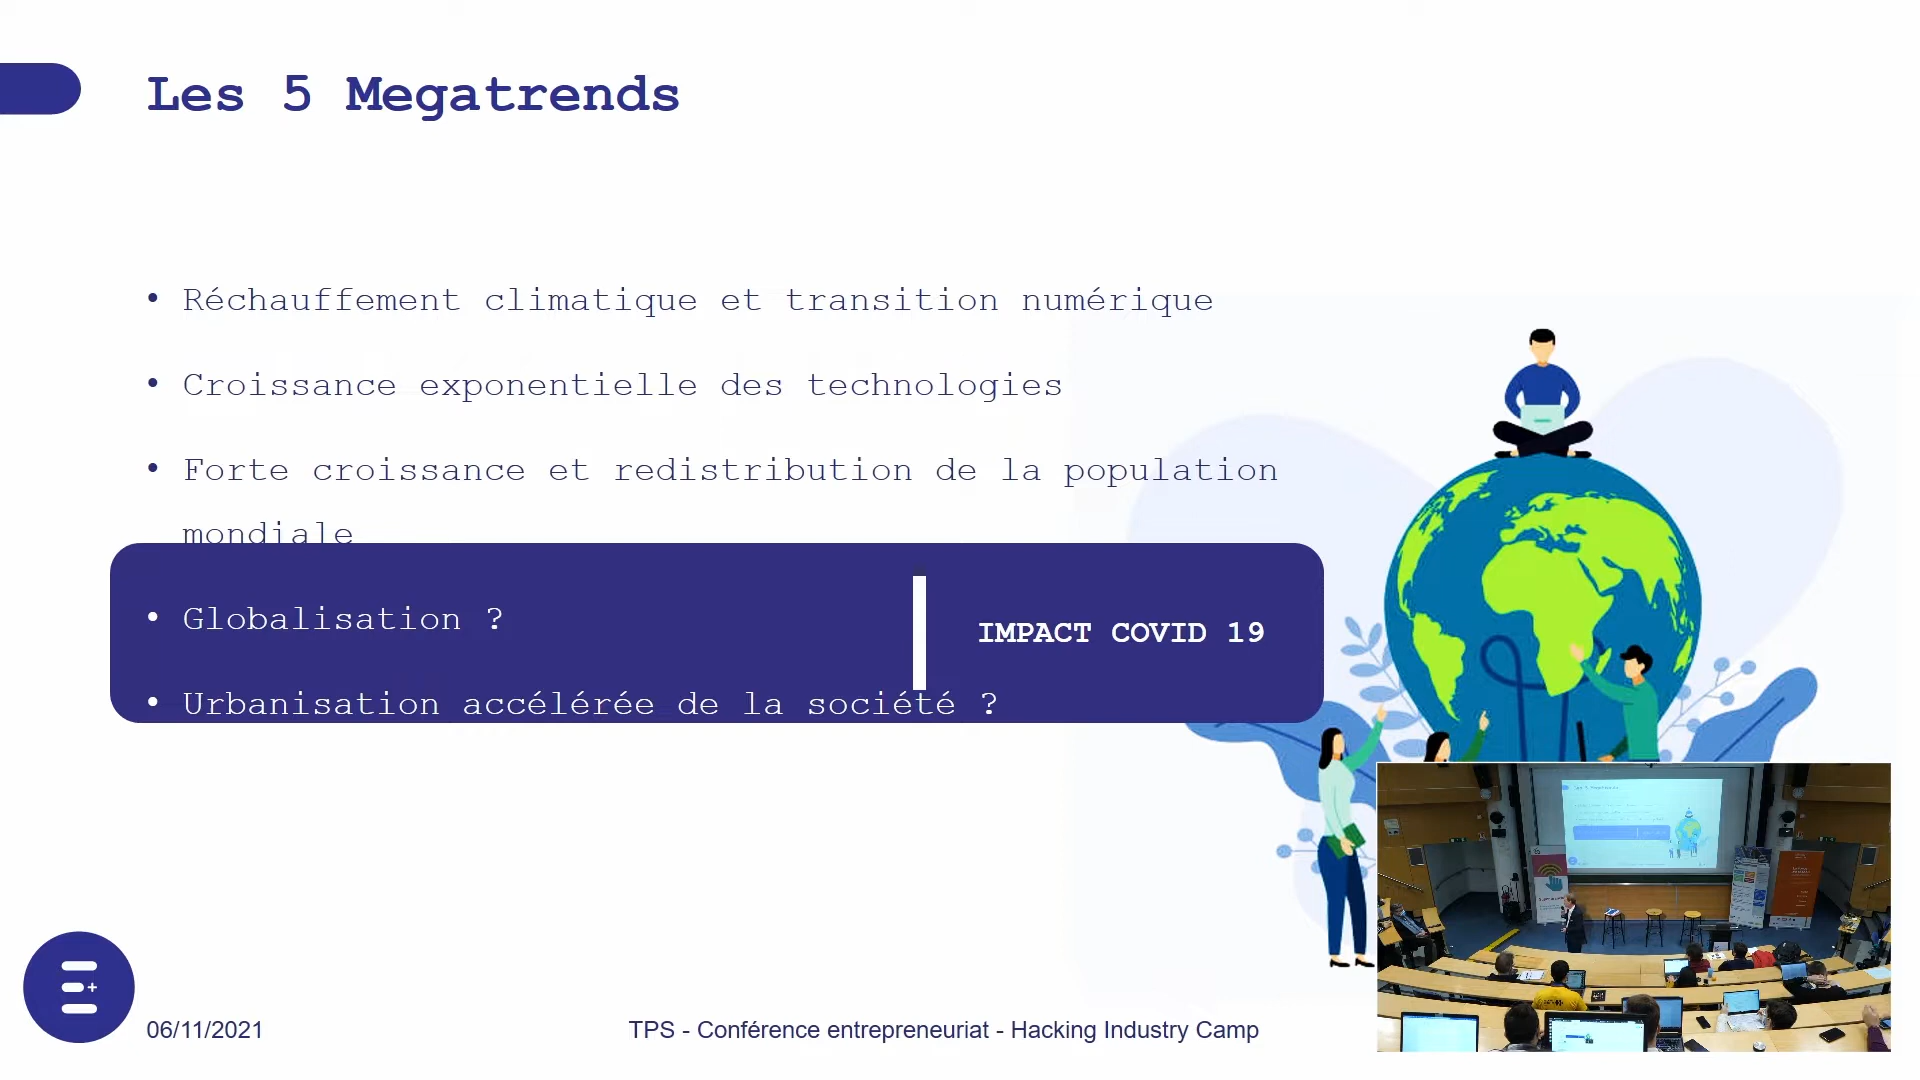 Les 5 Megatrends
• Réchauffement climatique et transition numérique
• Croissance exponentielle des technologies
• Forte croissance et redistribution de la population
mondiale
• Globalisation ?
IMPACT COVID 19
• Urbanisation accélérée de la société ?
06/11/2021
TPS - Conférence entrepreneuriat - Hacking Industry Camp